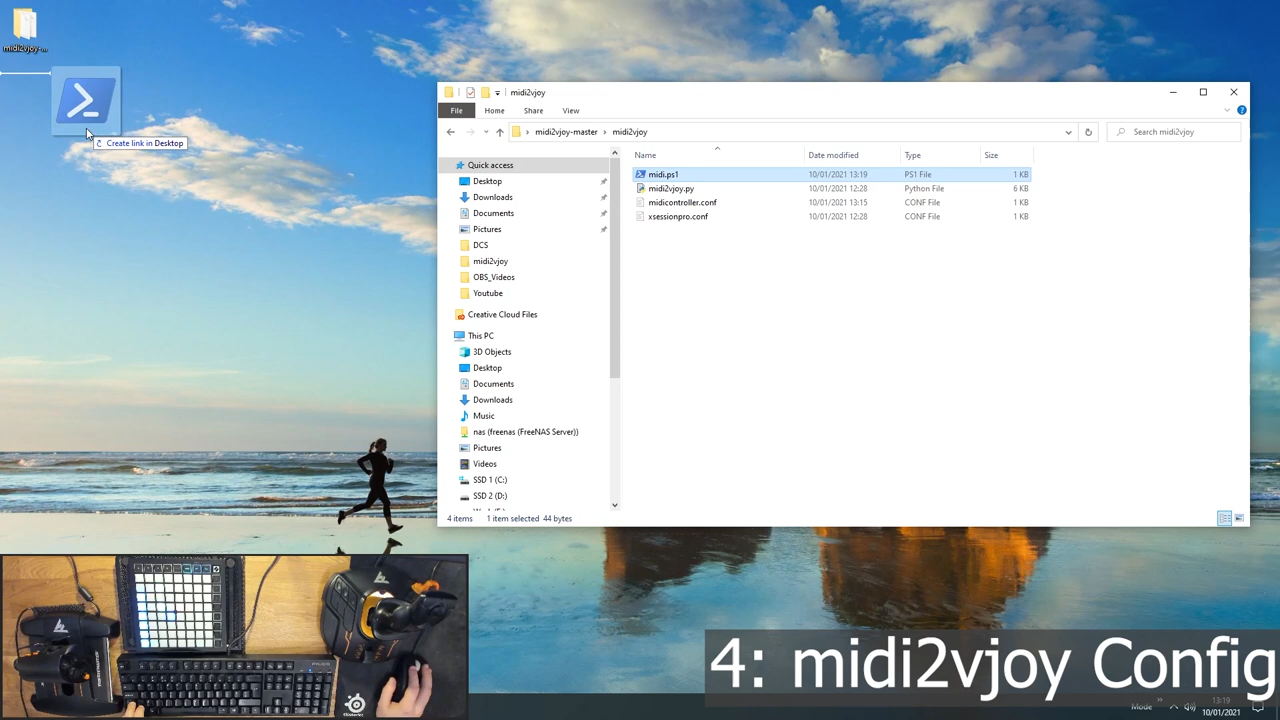 midi2vjoy-...
Create link in Desktop
midi2vjoy
File Home Share View
midi2vjoy-master › midi2vjoy
Search midi2vjoy
Quick access
Desktop
Downloads
Documents
Pictures
DCS
midi2vjoy
OBS_Videos
Youtube
Creative Cloud Files
This PC
3D Objects
Desktop
Documents
Downloads
Music
nas (freenas (FreeNAS Server))
Pictures
Videos
SSD 1 (C:)
SSD 2 (D:)
Name Date modified Type Size
midi.ps1 10/01/2021 13:19 PS1 File 1 KB
midi2vjoy.py 10/01/2021 12:28 Python File 6 KB
midicontroller.conf 10/01/2021 13:15 CONF File 1 KB
xsessionpro.conf 10/01/2021 12:28 CONF File 1 KB
4 items 1 item selected 44 bytes
4: midi2vjoy Config
Mode
13:19
10/01/2021